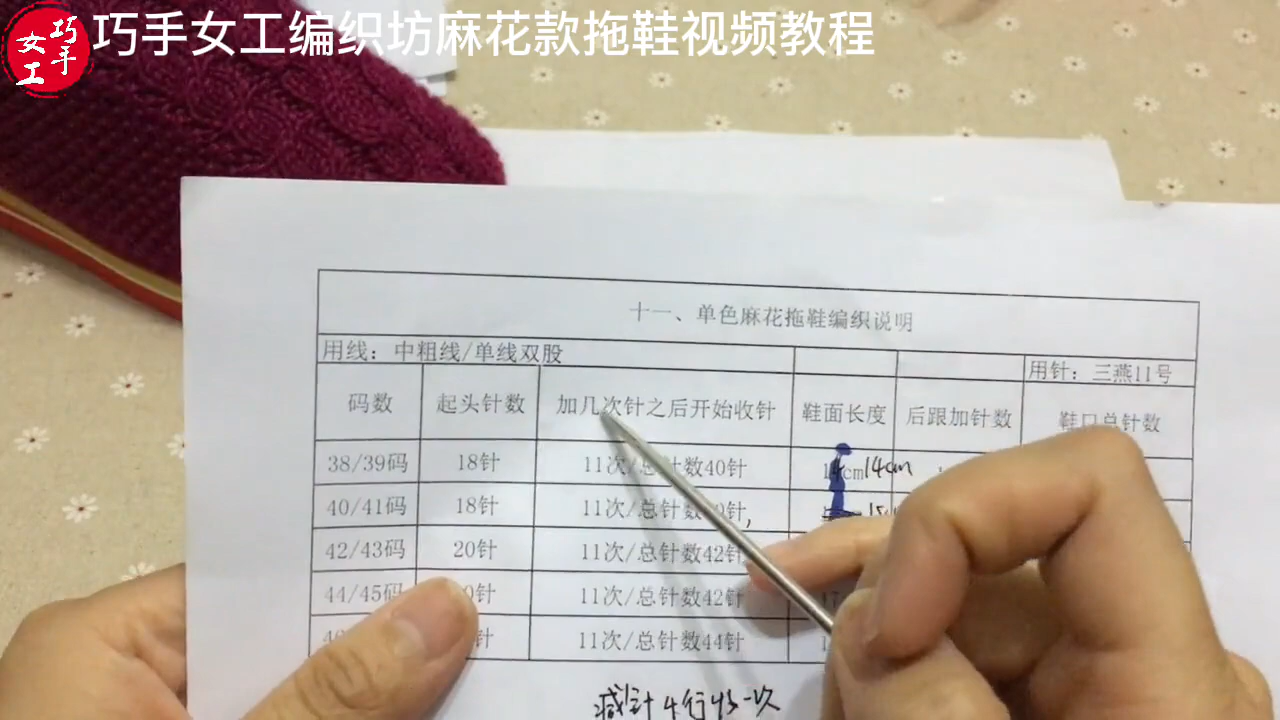 巧手女工编织坊麻花款拖鞋视频教程
巧手
女工
十一、单色麻花拖鞋编织说明
用线：中粗线/单线双股 用针：三燕11号
码数 起头针数 加几次针之后开始收针 鞋面长度 后跟加针数 鞋口总针数
38/39码 18针 11次/总针数40针 14cm
40/41码 18针 11次/总针数
42/43码 20针 11次/总针数42针
44/45码 11次/总针数42针
11次/总针数44针
减针4行收一次